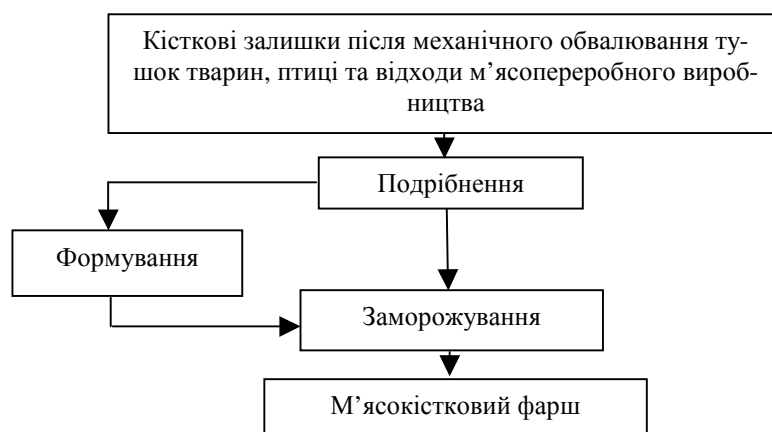 Кісткові залишки після механічного обвалювання ту-
шок тварин, птиці та відходи м’ясопереробного вироб-
ництва
Подрібнення
Формування
Заморожування
М’ясокістковий фарш